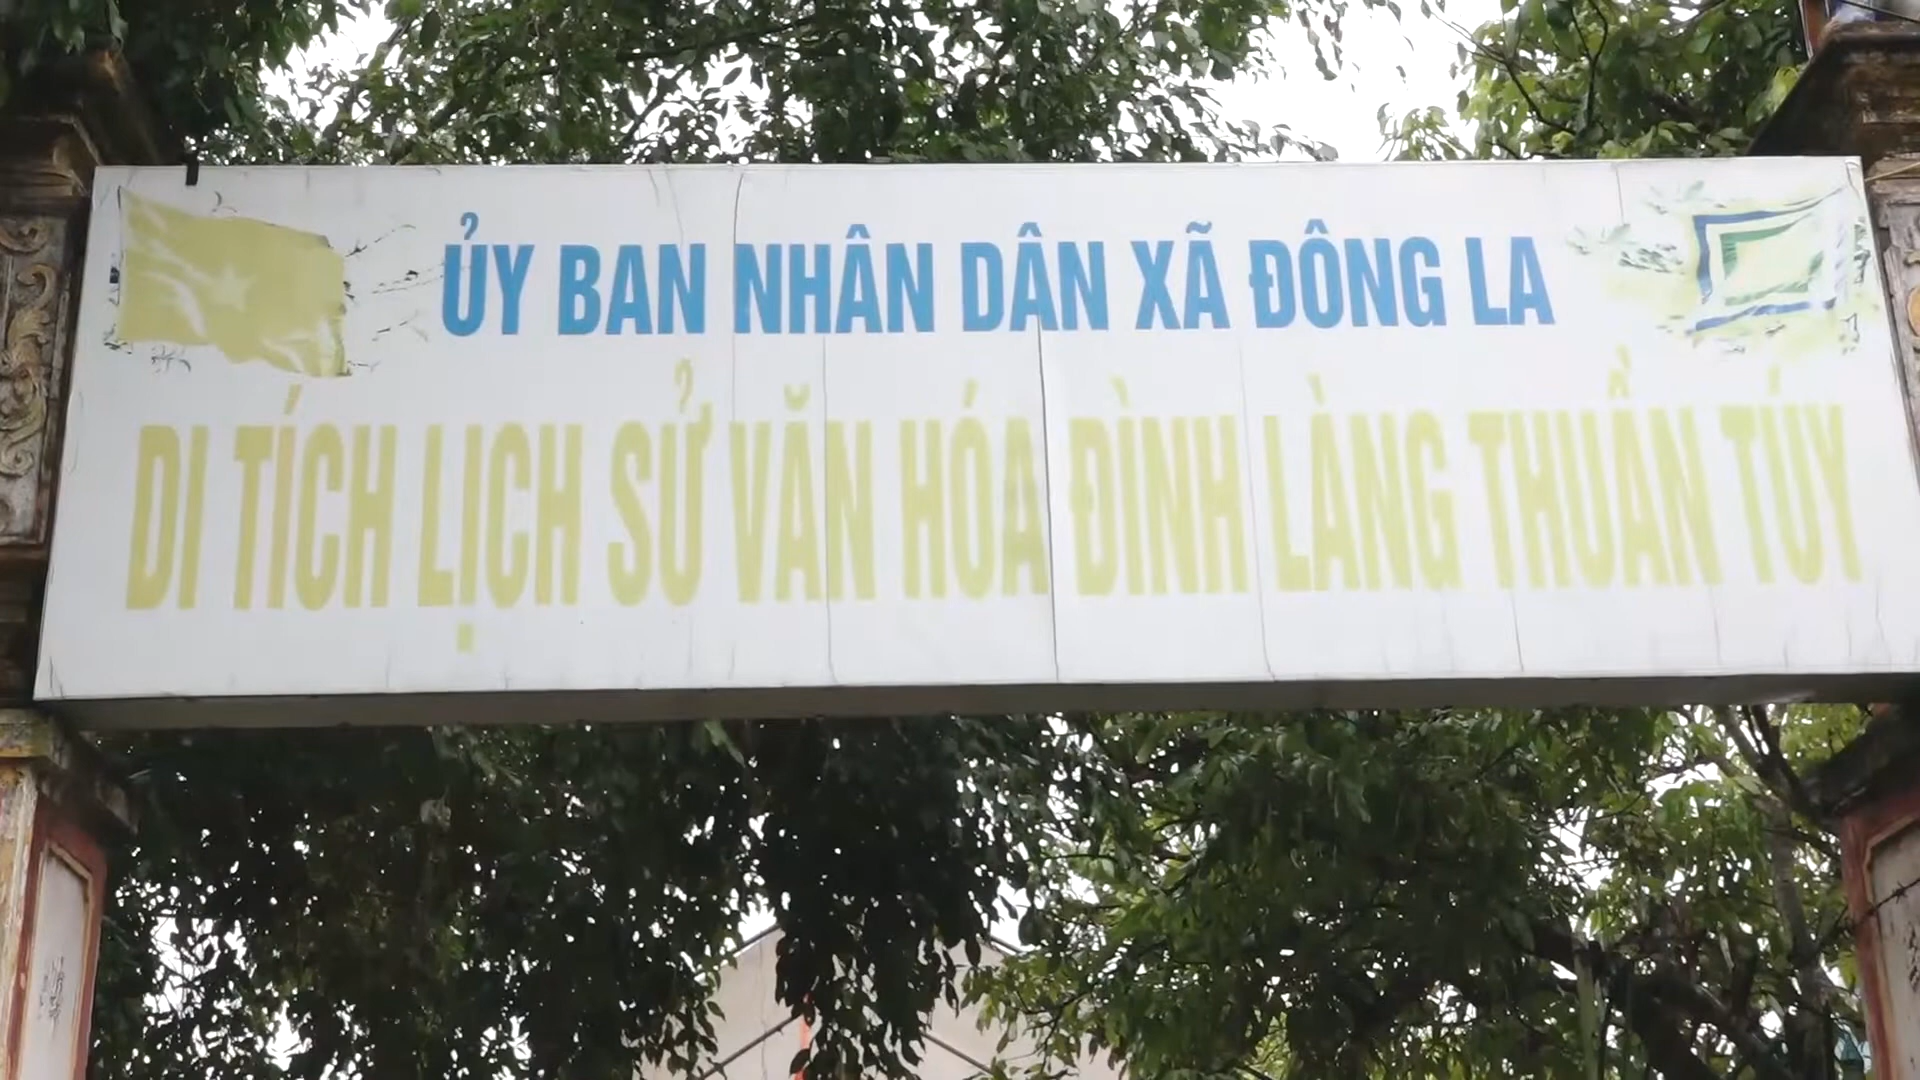 ỦY BAN NHÂN DÂN XÃ ĐÔNG LA
DI TÍCH LỊCH SỬ VĂN HÓA ĐÌNH LÀNG THUẦN TÚY